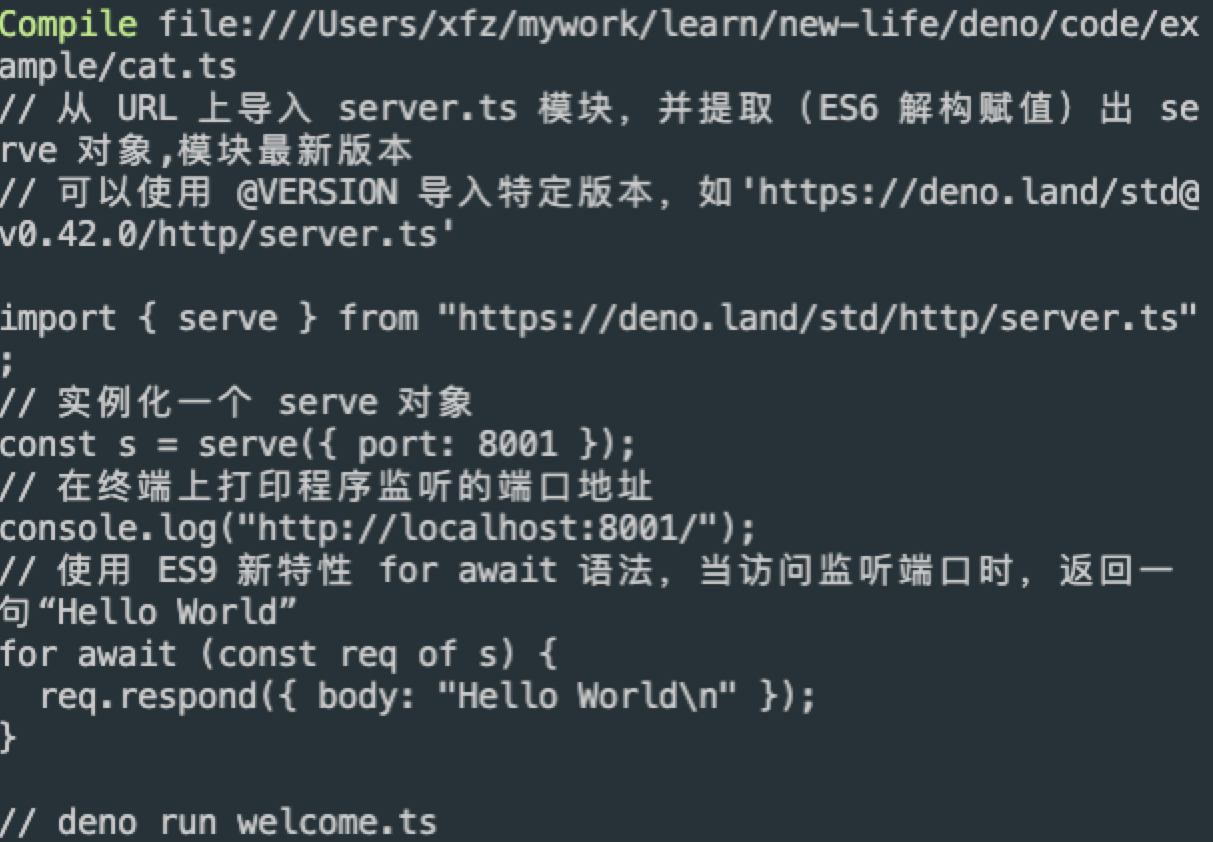 Compile file:///Users/xfz/mywork/learn/new-life/deno/code/ex
ample/cat.ts
// 从 URL 上导入 server.ts 模块，并提取（ES6 解构赋值）出 se
rve 对象,模块最新版本
// 可以使用 @VERSION 导入特定版本，如'https://deno.land/std@
v0.42.0/http/server.ts'

import { serve } from "https://deno.land/std/http/server.ts"
;
// 实例化一个 serve 对象
const s = serve({ port: 8001 });
// 在终端上打印程序监听的端口地址
console.log("http://localhost:8001/");
// 使用 ES9 新特性 for await 语法，当访问监听端口时，返回一
句“Hello World”
for await (const req of s) {
  req.respond({ body: "Hello World\n" });
}

// deno run welcome.ts